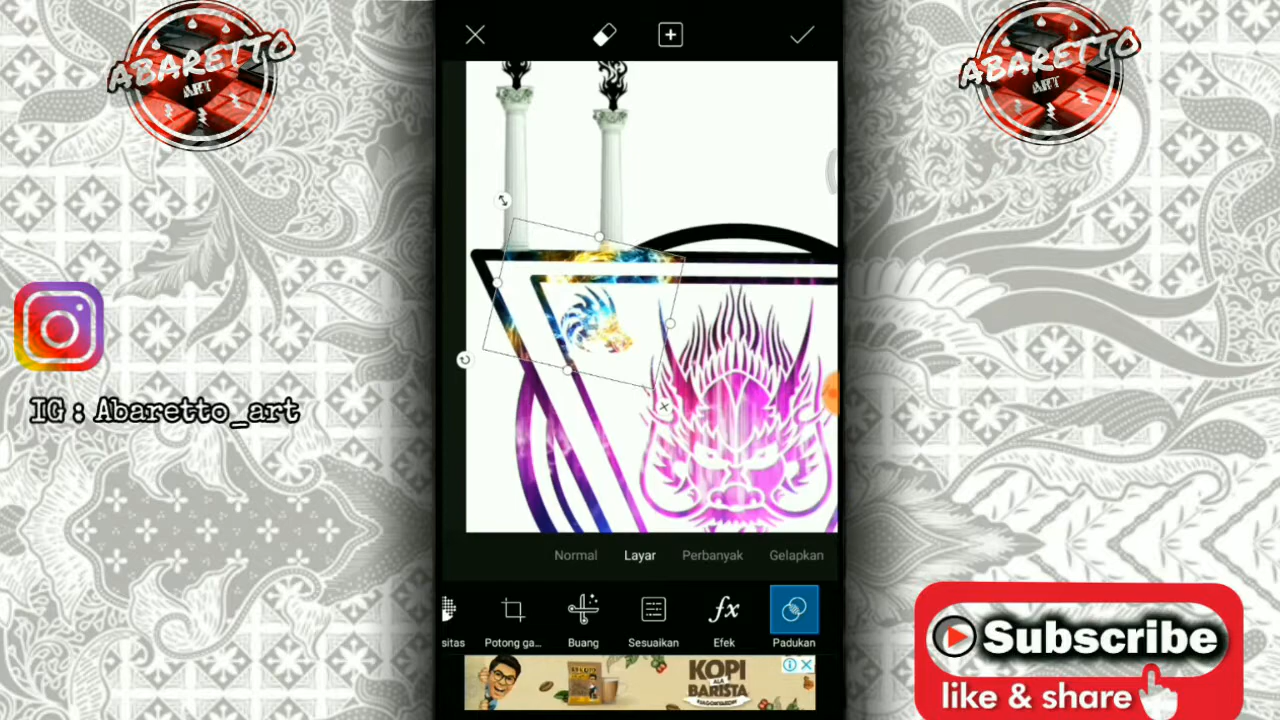 ABARETTO
ART
ABARETTO
ART
IG : Abaretto_art
Normal
Layar
Perbanyak
Gelapkan
sitas
Potong ga...
Buang
Sesuaikan
fx
Efek
Padukan
KOPI
ALA
BARISTA
Subscribe
like & share